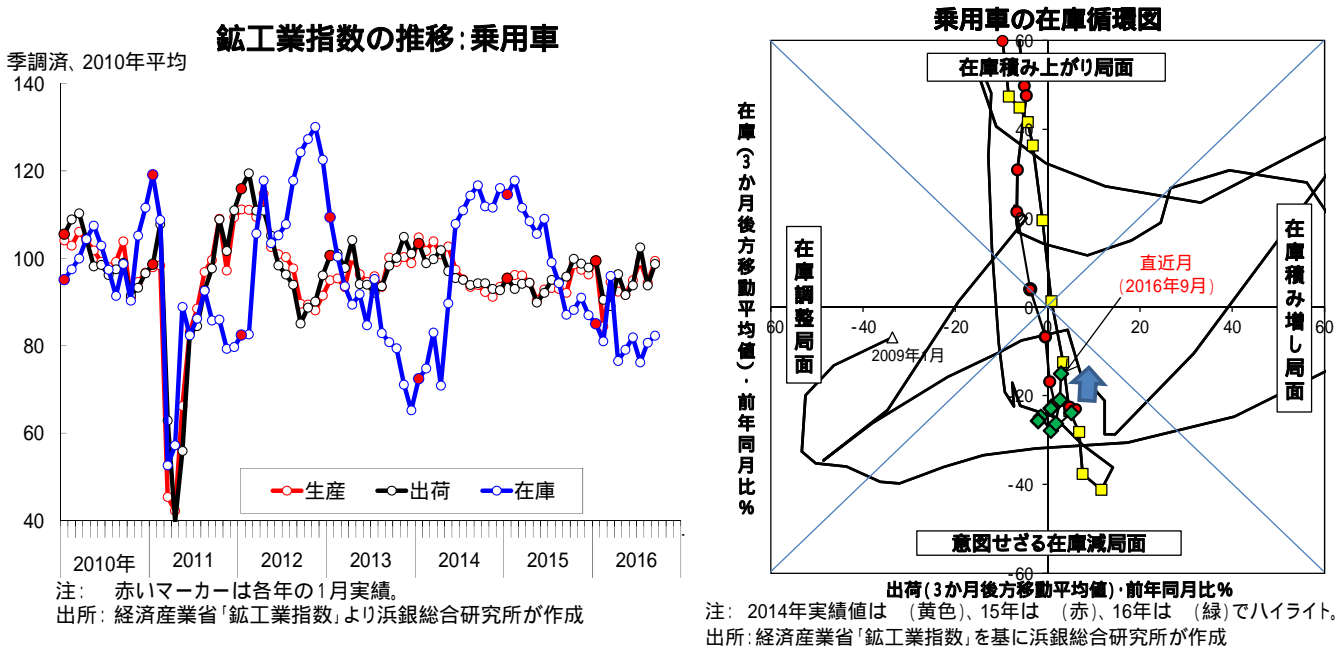 鉱工業指数の推移：乗用車
季調済、2010年平均
140
120
100
80
60
40
生産
出荷
在庫
2010年
2011
2012
2013
2014
2015
2016
注：　赤いマーカーは各年の1月実績。
出所：経済産業省「鉱工業指数」より浜銀総合研究所が作成
乗用車の在庫循環図
在庫(3か月後方移動平均値)・前年同月比%
60
40
20
0
-20
-40
-60
60
-40
-20
0
20
40
60
在庫積み上がり局面
在庫調整局面
在庫積み増し局面
意図せざる在庫減局面
直近月
(2016年9月)
2009年1月
出荷(3か月後方移動平均値)・前年同月比%
注：2014年実績値は　(黄色)、15年は　(赤)、16年は　(緑)でハイライト。
出所：経済産業省「鉱工業指数」を基に浜銀総合研究所が作成